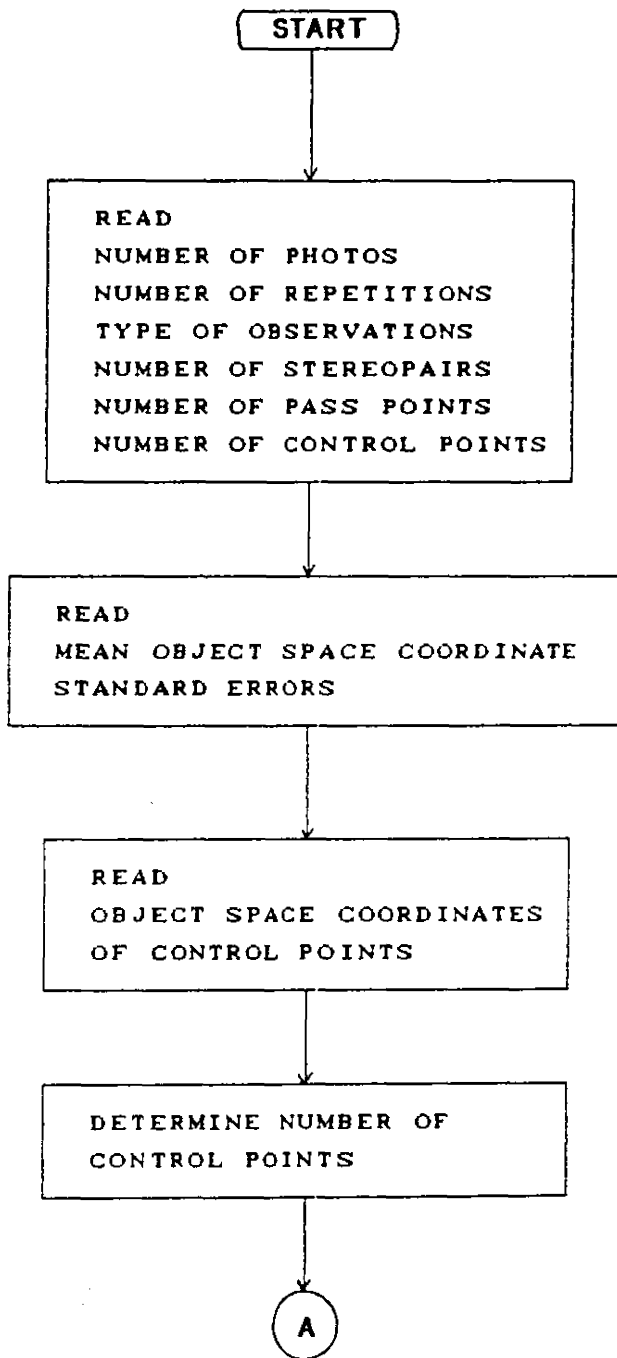 START
READ
NUMBER OF PHOTOS
NUMBER OF REPETITIONS
TYPE OF OBSERVATIONS
NUMBER OF STEREOPAIRS
NUMBER OF PASS POINTS
NUMBER OF CONTROL POINTS
READ
MEAN OBJECT SPACE COORDINATE
STANDARD ERRORS
READ
OBJECT SPACE COORDINATES
OF CONTROL POINTS
DETERMINE NUMBER OF
CONTROL POINTS
A